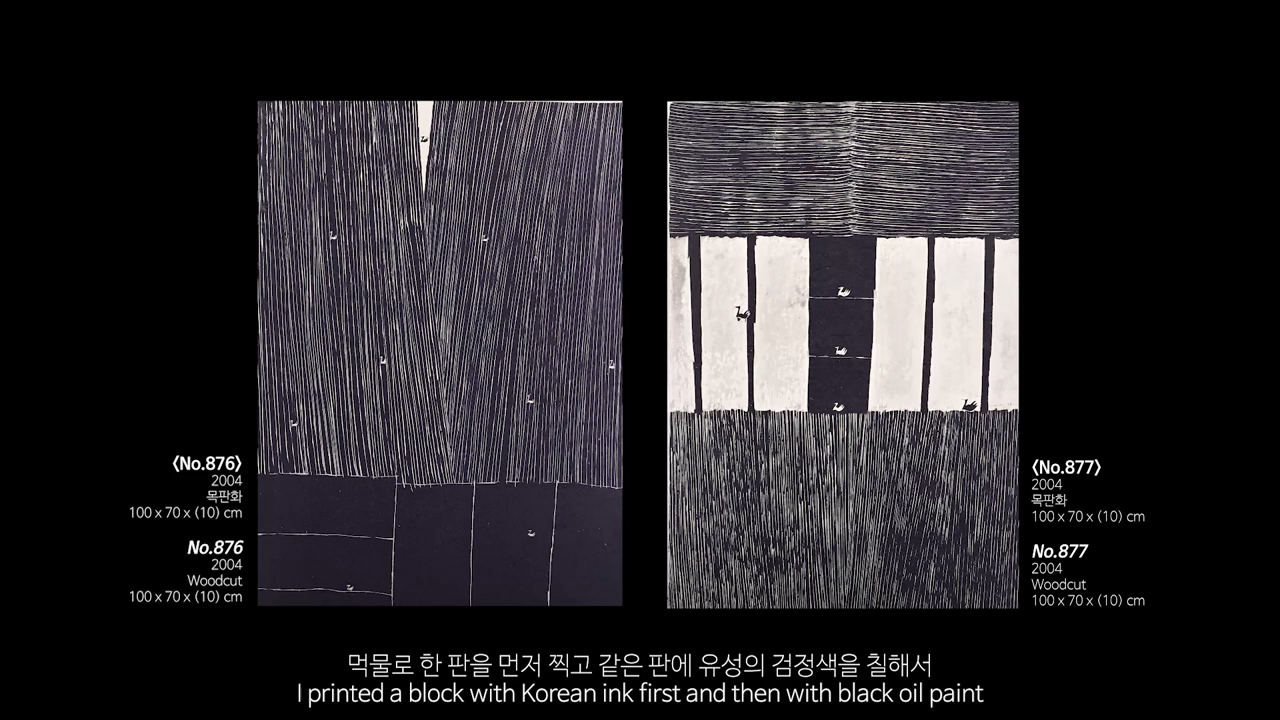 〈No.876〉
2004
목판화
100 x 70 x (10) cm
No.876
2004
Woodcut
100 x 70 x (10) cm
〈No.877〉
2004
목판화
100 x 70 x (10) cm
No.877
2004
Woodcut
100 x 70 x (10) cm
먹물로 한 판을 먼저 찍고 같은 판에 유성의 검정색을 칠해서
I printed a block with Korean ink first and then with black oil paint